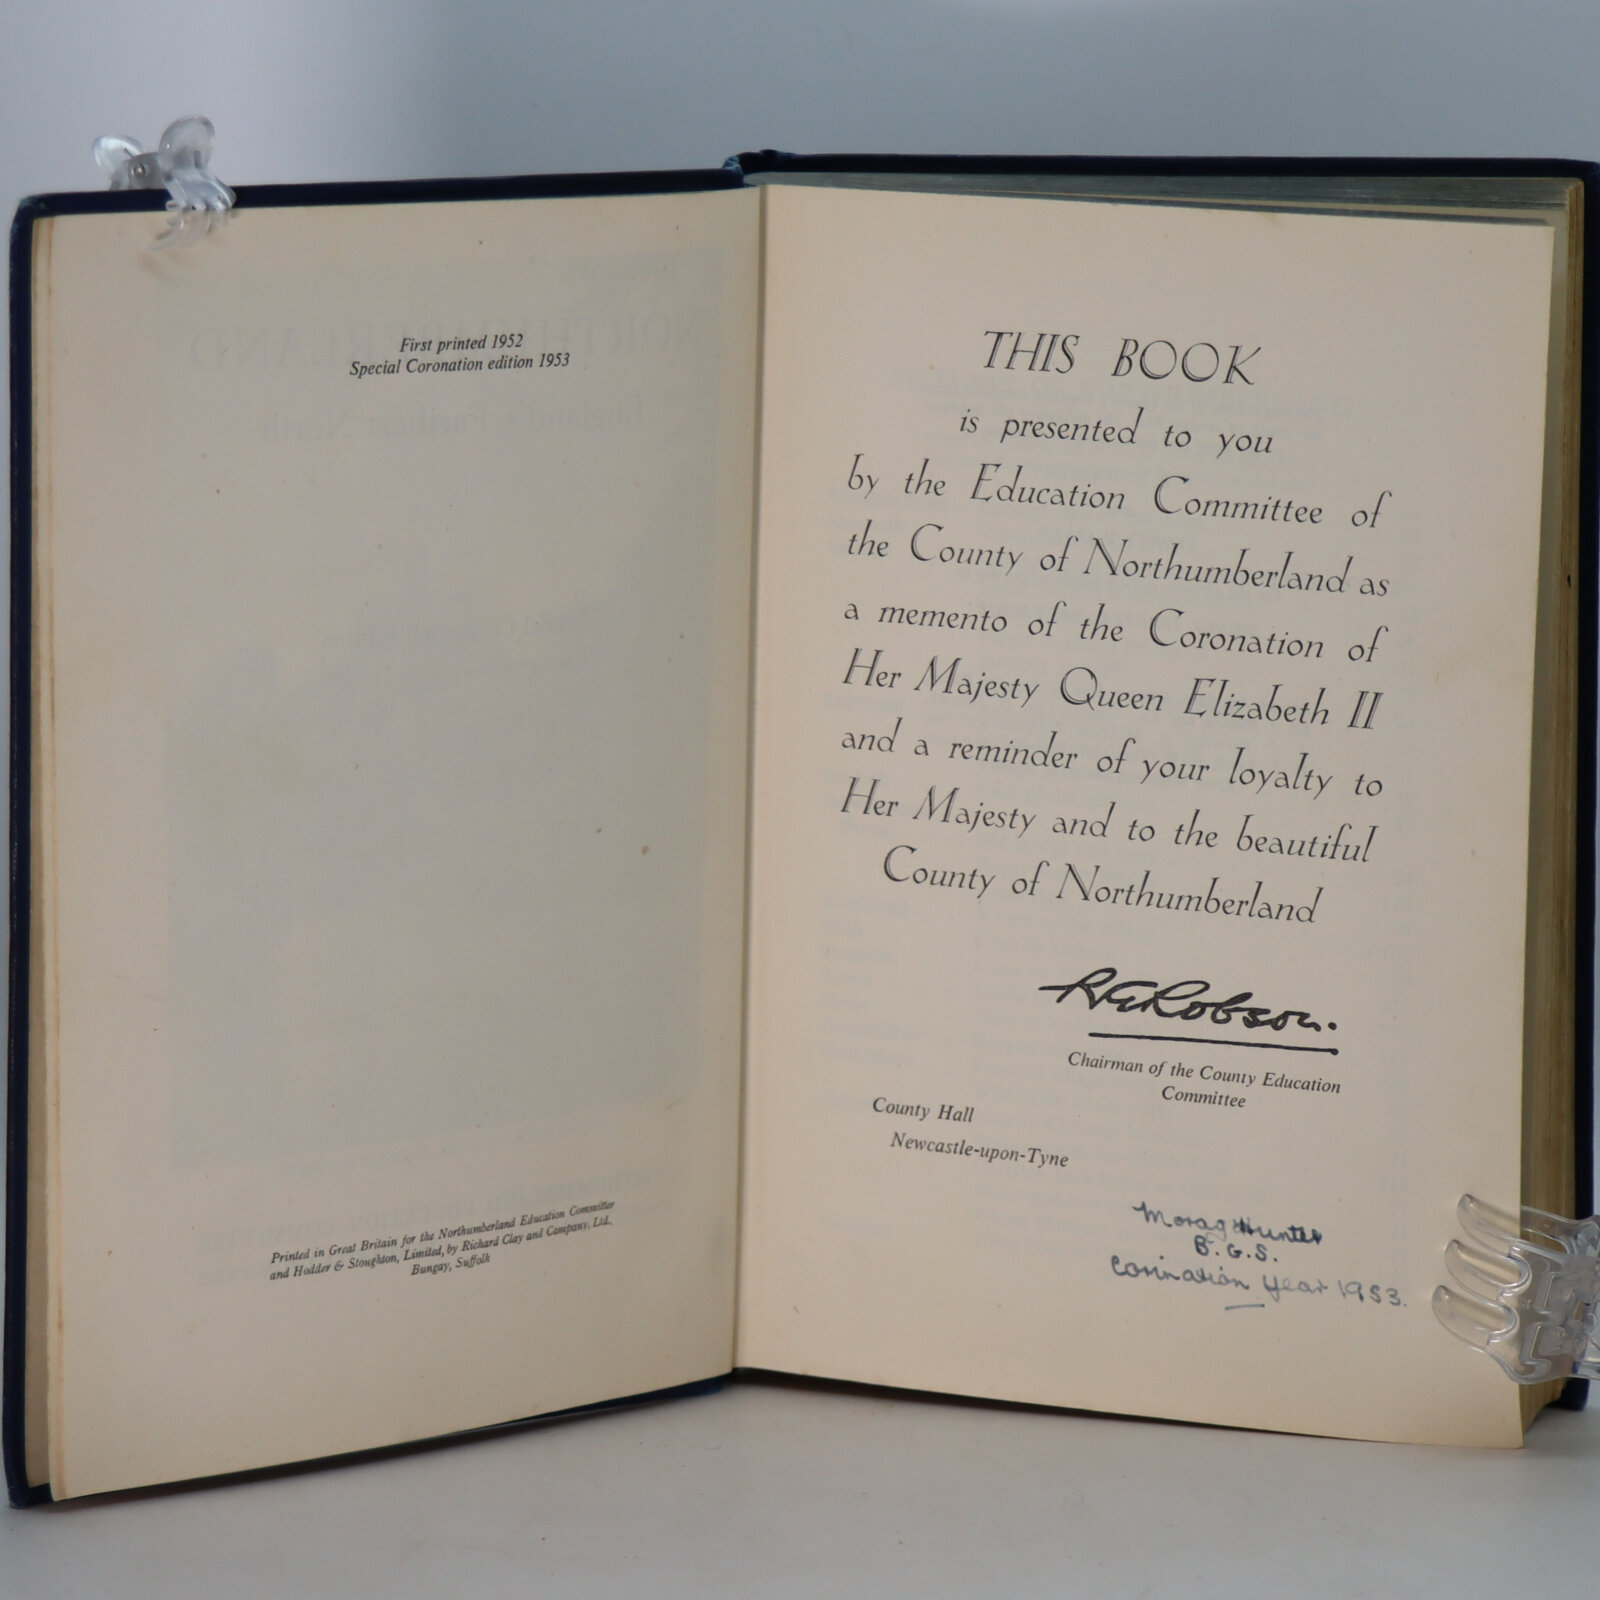 First printed 1952
Special Coronation edition 1953
Printed in Great Britain for the Northumberland Education Committee
and Hodder & Stoughton, Limited, by Richard Clay and Company, Ltd.,
Bungay, Suffolk
THIS BOOK
is presented to you
by the Education Committee of
the County of Northumberland as
a memento of the Coronation of
Her Majesty Queen Elizabeth II
and a reminder of your loyalty to
Her Majesty and to the beautiful
County of Northumberland
Robson.
Chairman of the County Education
Committee
County Hall
Newcastle-upon-Tyne
Morag Hunter
B.G.S.
Corination Year 1953.